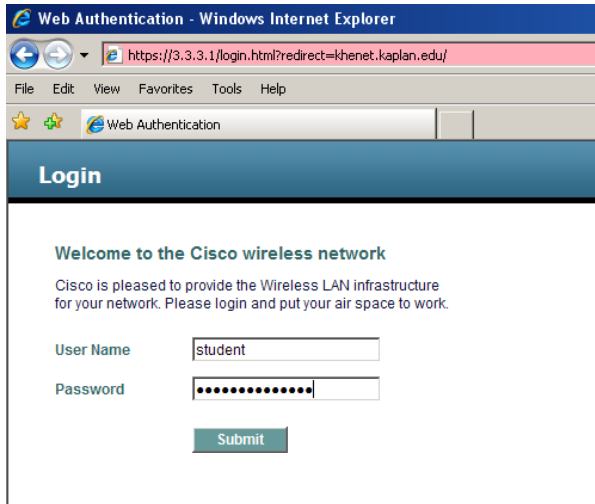 Web Authentication - Windows Internet Explorer
https://3.3.3.1/login.html?redirect=khenet.kaplan.edu/
File Edit View Favorites Tools Help
Web Authentication
Login
Welcome to the Cisco wireless network
Cisco is pleased to provide the Wireless LAN infrastructure
for your network. Please login and put your air space to work.
User Name student
Password ••••••••••••••
Submit